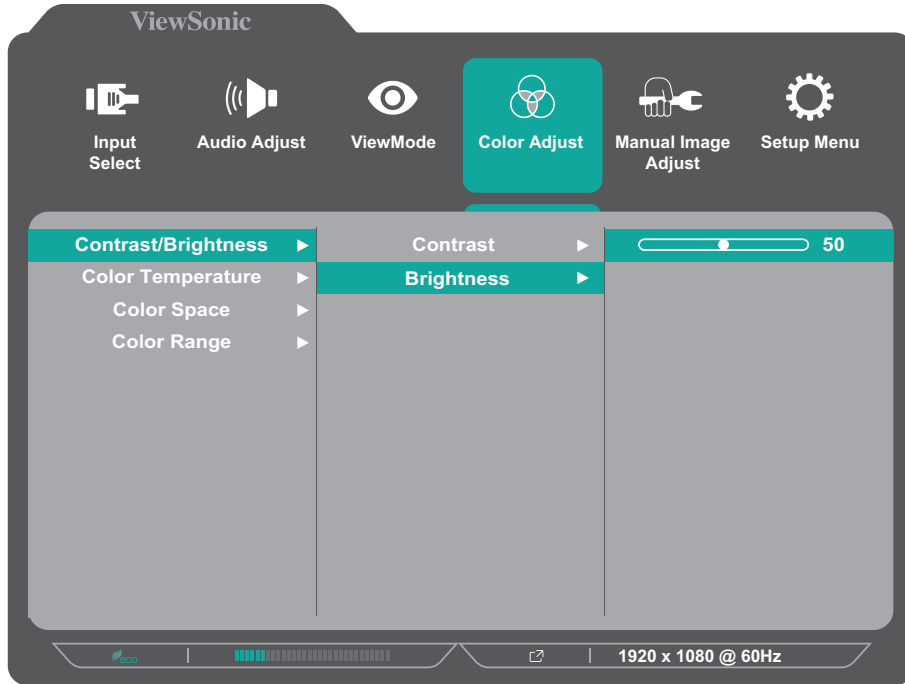 ViewSonic
Input Select
Audio Adjust
ViewMode
Color Adjust
Manual Image Adjust
Setup Menu
Contrast/Brightness
Contrast
50
Color Temperature
Brightness
Color Space
Color Range
eco
1920 x 1080 @ 60Hz